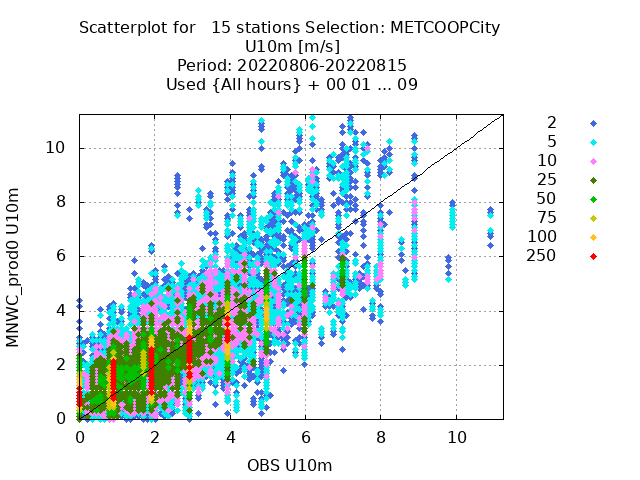 Scatterplot for   15 stations Selection: METCOOPCity
U10m [m/s]
Period: 20220806-20220815
Used {All hours} + 00 01 ... 09
MNWC_prod0 U10m
10
8
6
4
2
0
0 2 4 6 8 10
OBS U10m
2
5
10
25
50
75
100
250